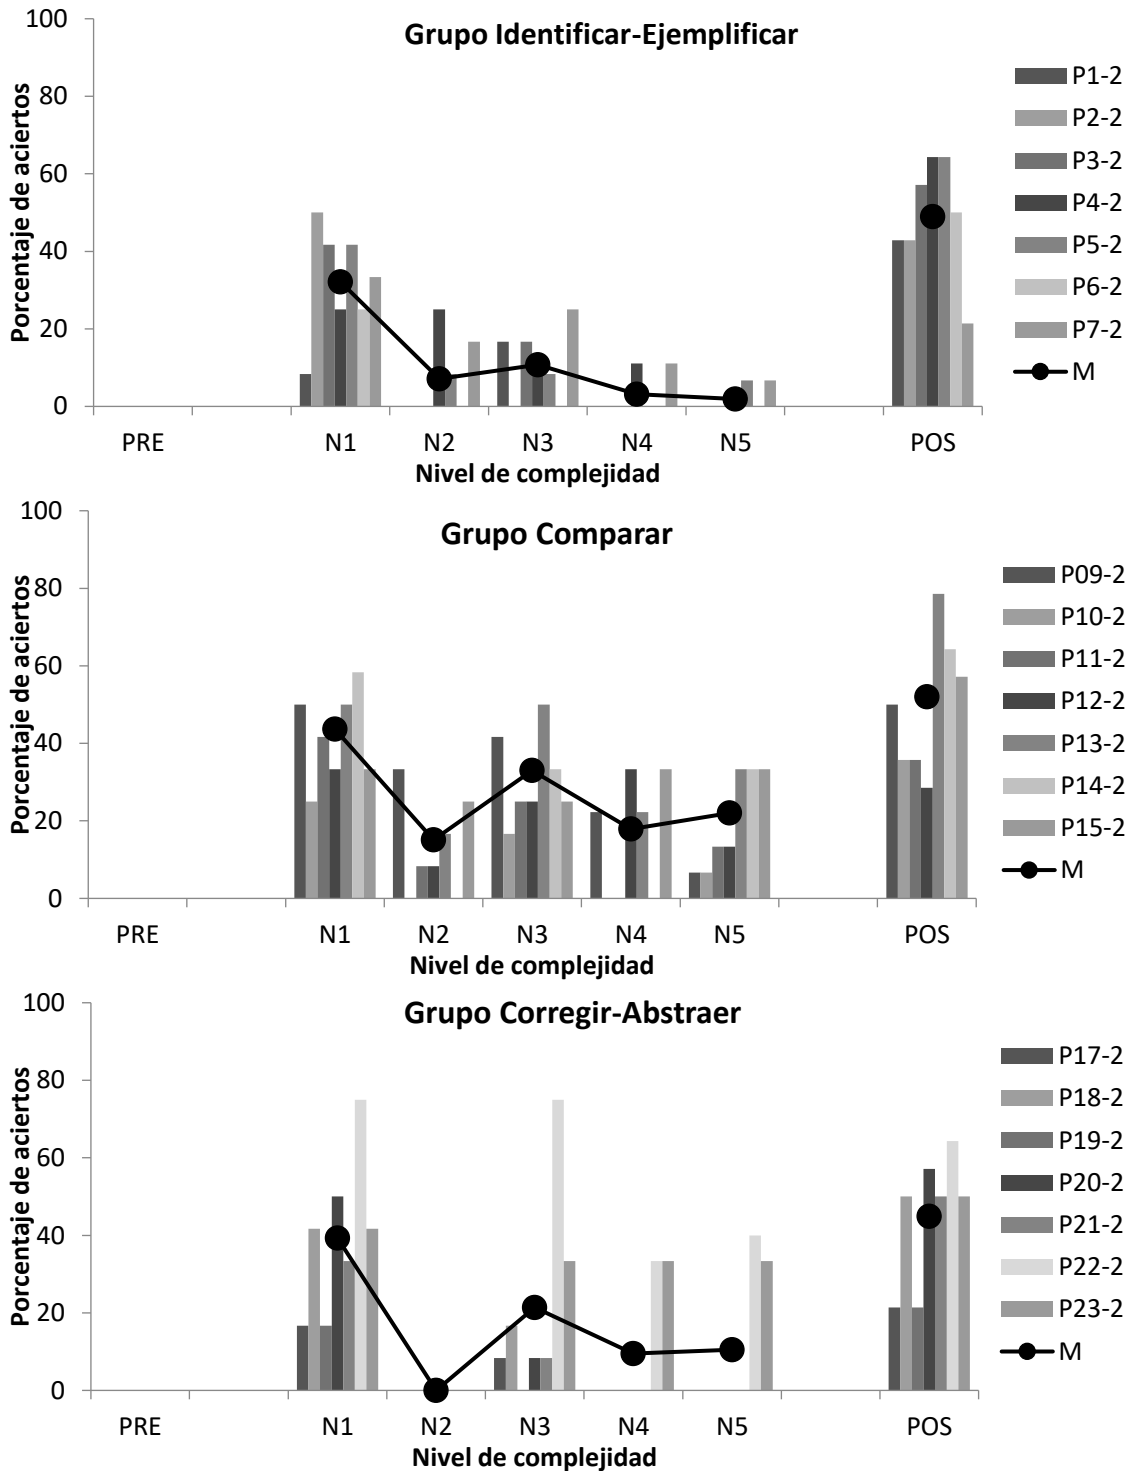 Grupo Identificar-Ejemplificar
Porcentaje de aciertos
100
80
60
40
20
0
PRE N1 N2 N3 N4 N5 POS
Nivel de complejidad
P1-2
P2-2
P3-2
P4-2
P5-2
P6-2
P7-2
M
Grupo Comparar
Porcentaje de aciertos
100
80
60
40
20
0
PRE N1 N2 N3 N4 N5 POS
Nivel de complejidad
P09-2
P10-2
P11-2
P12-2
P13-2
P14-2
P15-2
M
Grupo Corregir-Abstraer
Porcentaje de aciertos
100
80
60
40
20
0
PRE N1 N2 N3 N4 N5 POS
Nivel de complejidad
P17-2
P18-2
P19-2
P20-2
P21-2
P22-2
P23-2
M